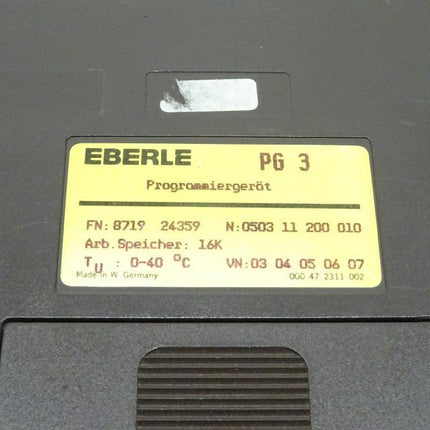 EBERLE PG 3
Programmiergerät
FN: 8719 24359 N:0503 11 200 010
Arb.Speicher: 16K
TU : 0-40 °C VN:03 04 05 06 07
Made in W. Germany 000 47 2311 002